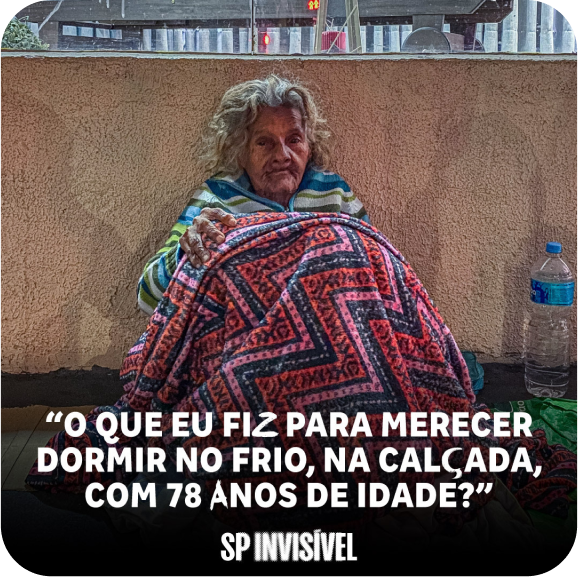 “O QUE EU FIZ PARA MERECER
DORMIR NO FRIO, NA CALÇADA,
COM 78 ANOS DE IDADE?”
SP INVISÍVEL